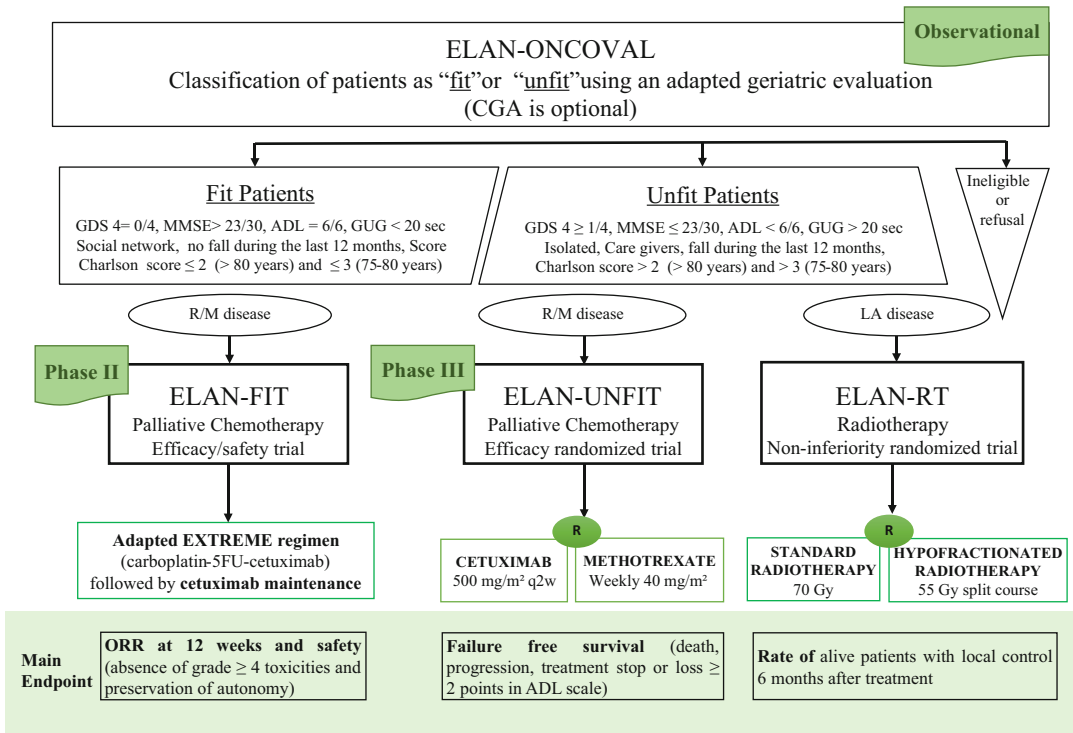 Observational
ELAN-ONCOVAL
Classification of patients as “fit”or “unfit”using an adapted geriatric evaluation
(CGA is optional)
Fit Patients
GDS 4= 0/4, MMSE> 23/30, ADL = 6/6, GUG < 20 sec
Social network, no fall during the last 12 months, Score
Charlson score ≤ 2 (> 80 years) and ≤ 3 (75-80 years)
Unfit Patients
GDS 4 ≥ 1/4, MMSE ≤ 23/30, ADL < 6/6, GUG > 20 sec
Isolated, Care givers, fall during the last 12 months,
Charlson score > 2 (> 80 years) and > 3 (75-80 years)
Ineligible
or
refusal
R/M disease
R/M disease
LA disease
Phase II
ELAN-FIT
Palliative Chemotherapy
Efficacy/safety trial
Phase III
ELAN-UNFIT
Palliative Chemotherapy
Efficacy randomized trial
ELAN-RT
Radiotherapy
Non-inferiority randomized trial
Adapted EXTREME regimen
(carboplatin-5FU-cetuximab)
followed by cetuximab maintenance
R
CETUXIMAB
500 mg/m² q2w
METHOTREXATE
Weekly 40 mg/m²
R
STANDARD
RADIOTHERAPY
70 Gy
HYPOFRACTIONATED
RADIOTHERAPY
55 Gy split course
Main
Endpoint
ORR at 12 weeks and safety
(absence of grade ≥ 4 toxicities and
preservation of autonomy)
Failure free survival (death,
progression, treatment stop or loss ≥
2 points in ADL scale)
Rate of alive patients with local control
6 months after treatment